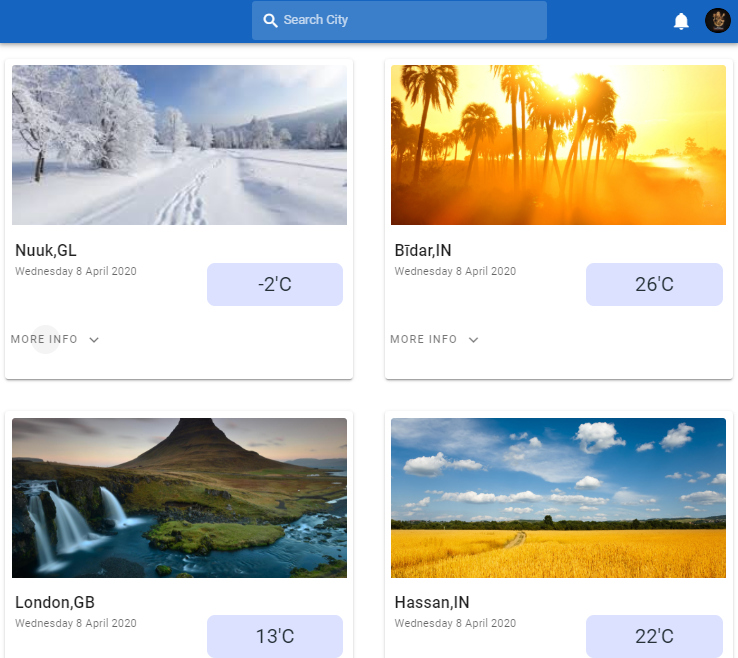 Search City
Nuuk,GL
Wednesday 8 April 2020
-2'C
MORE INFO
Bīdar,IN
Wednesday 8 April 2020
26'C
MORE INFO
London,GB
Wednesday 8 April 2020
13'C
Hassan,IN
Wednesday 8 April 2020
22'C